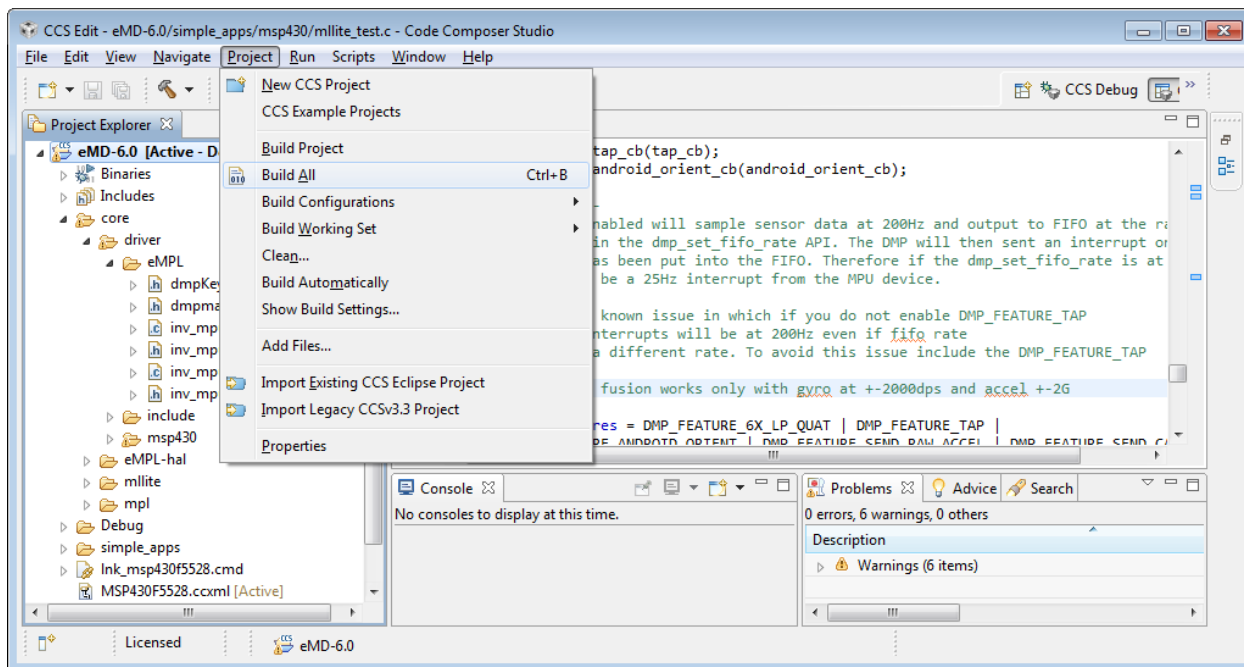 CCS Edit - eMD-6.0/simple_apps/msp430/mllite_test.c - Code Composer Studio
File Edit View Navigate Project Run Scripts Window Help
CCS Debug
New CCS Project
CCS Example Projects
Build Project
Build All Ctrl+B
Build Configurations
Build Working Set
Clean...
Build Automatically
Show Build Settings...
Add Files...
Import Existing CCS Eclipse Project
Import Legacy CCSv3.3 Project
Properties
Project Explorer
eMD-6.0 [Active - D
Binaries
Includes
core
driver
eMPL
dmpKe
dmpma
inv_mp
inv_mp
inv_mp
inv_mp
include
msp430
eMPL-hal
mllite
mpl
Debug
simple_apps
lnk_msp430f5528.cmd
MSP430F5528.ccxml [Active]
tap_cb(tap_cb);
android_orient_cb(android_orient_cb);
nabled will sample sensor data at 200Hz and output to FIFO at the ra
in the dmp_set_fifo_rate API. The DMP will then sent an interrupt on
as been put into the FIFO. Therefore if the dmp_set_fifo_rate is at
be a 25Hz interrupt from the MPU device.
known issue in which if you do not enable DMP_FEATURE_TAP
nterrupts will be at 200Hz even if fifo rate
a different rate. To avoid this issue include the DMP_FEATURE_TAP
fusion works only with gyro at +-2000dps and accel +-2G
res = DMP_FEATURE_6X_LP_QUAT | DMP_FEATURE_TAP |
RE_ANDROID_ORIENT | DMP_FEATURE_SEND_RAW_ACCEL | DMP_FEATURE_SEND_CA
Console
No consoles to display at this time.
Problems Advice Search
0 errors, 6 warnings, 0 others
Description
Warnings (6 items)
Licensed eMD-6.0